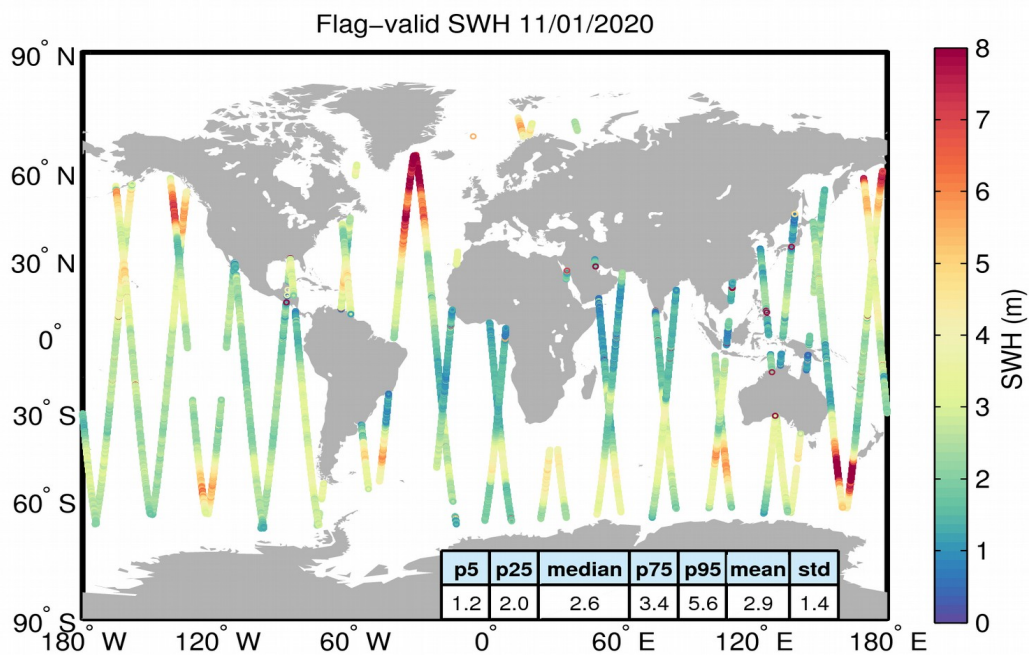 Flag−valid SWH 11/01/2020
90° N
60° N
30° N
0°
30° S
60° S
90° S
180° W
120° W
60° W
0°
60° E
120° E
180° E
p5 p25 median p75 p95 mean std
1.2 2.0 2.6 3.4 5.6 2.9 1.4
8
7
6
5
4
3
2
1
0
SWH (m)